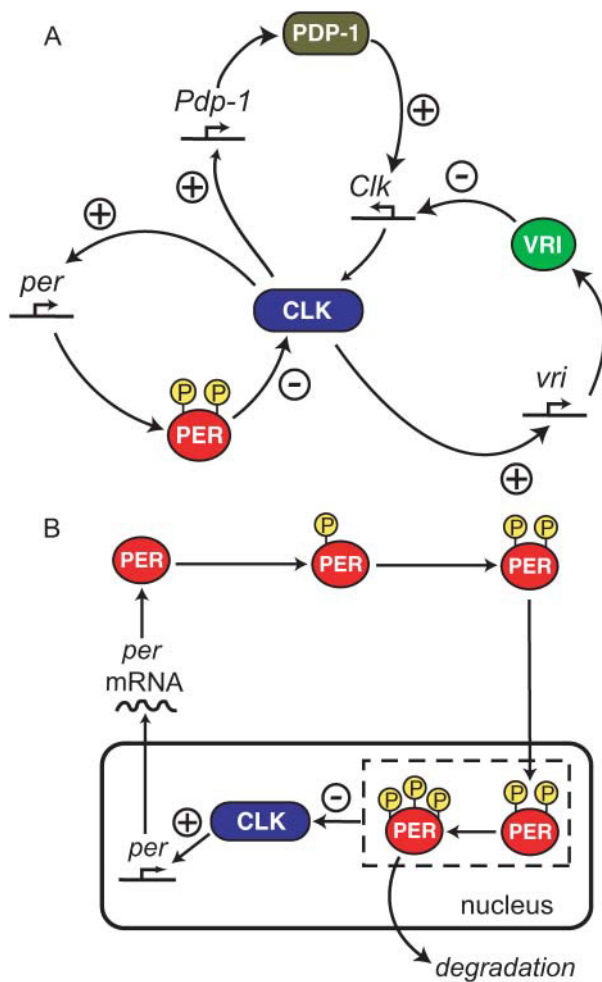 A
PDP-1
Pdp-1
+
+
Clk
-
VRI
+
per
CLK
P P
PER
-
vri
+
B
PER
P
PER
P P
PER
per
mRNA
nucleus
per
+
CLK
-
P P P
PER
P P
PER
degradation